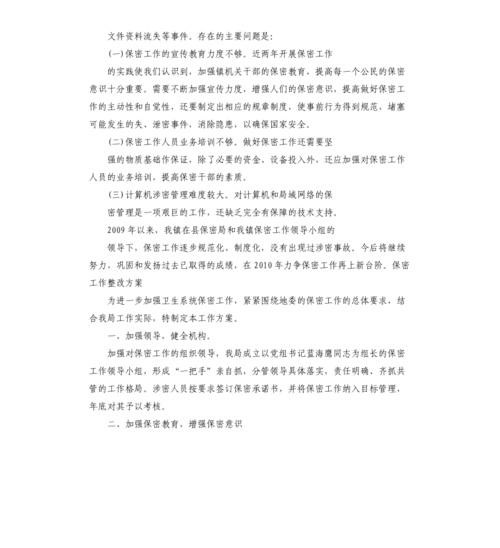 文件资料流失等事件。存在的主要问题是:
(一)保密工作的宣传教育力度不够。近两年开展保密工作
的实践使我们认识到，加强镇机关干部的保密教育，提高每一个公民的保密
意识十分重要。需要不断加强宣传力度，增强人们的保密意识，提高做好保密工
作的主动性和自觉性，还要制定出相应的规章制度，使事前行为得到规范，堵塞
可能发生的失、泄密事件，消除隐患，以确保国家安全。
(二)保密工作人员业务培训不够。做好保密工作还需要坚
强的物质基础作保证，除了必要的资金、设备投入外，还应加强对保密工作
人员的业务培训，提高保密干部的素质。
(三)计算机涉密管理难度较大。对计算机和局域网络的保
密管理是一项艰巨的工作，还缺乏完全有保障的技术支持。
2009年以来，我镇在县保密局和我镇保密工作领导小组的
领导下，保密工作逐步规范化，制度化，没有出现过涉密事故。今后将继续
努力，巩固和发扬过去已取得的成绩，在2010年力争保密工作再上新台阶。保密
工作整改方案
为进一步加强卫生系统保密工作，紧紧围绕地委的保密工作的总体要求，结
合我局工作实际，特制定本工作方案。
一、加强领导，健全机构。
加强对保密工作的组织领导，我局成立以党组书记蓝海鹰同志为组长的保密
工作领导小组，形成“一把手”亲自抓，分管领导具体落实，责任明确、齐抓共
管的工作格局。涉密人员按要求签订保密承诺书，并将保密工作纳入目标管理，
年底对其予以考核。
二、加强保密教育，增强保密意识